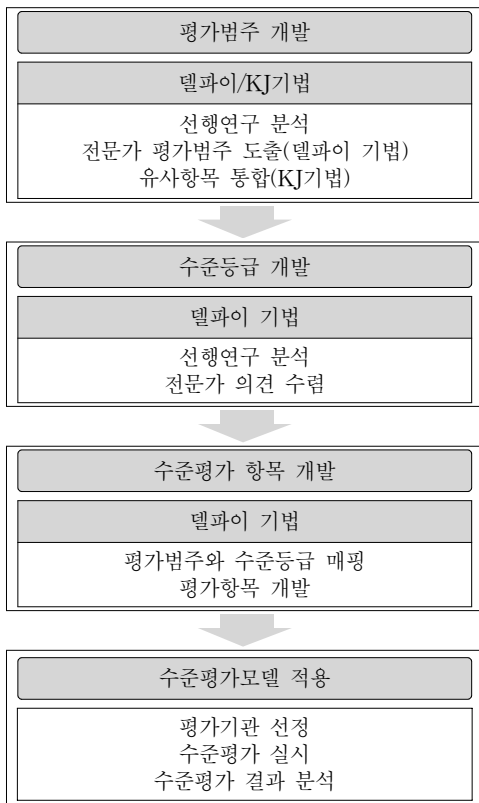 평가범주 개발
델파이/KJ기법
선행연구 분석
전문가 평가범주 도출(델파이 기법)
유사항목 통합(KJ기법)
수준등급 개발
델파이 기법
선행연구 분석
전문가 의견 수렴
수준평가 항목 개발
델파이 기법
평가범주와 수준등급 매핑
평가항목 개발
수준평가모델 적용
평가기관 선정
수준평가 실시
수준평가 결과 분석